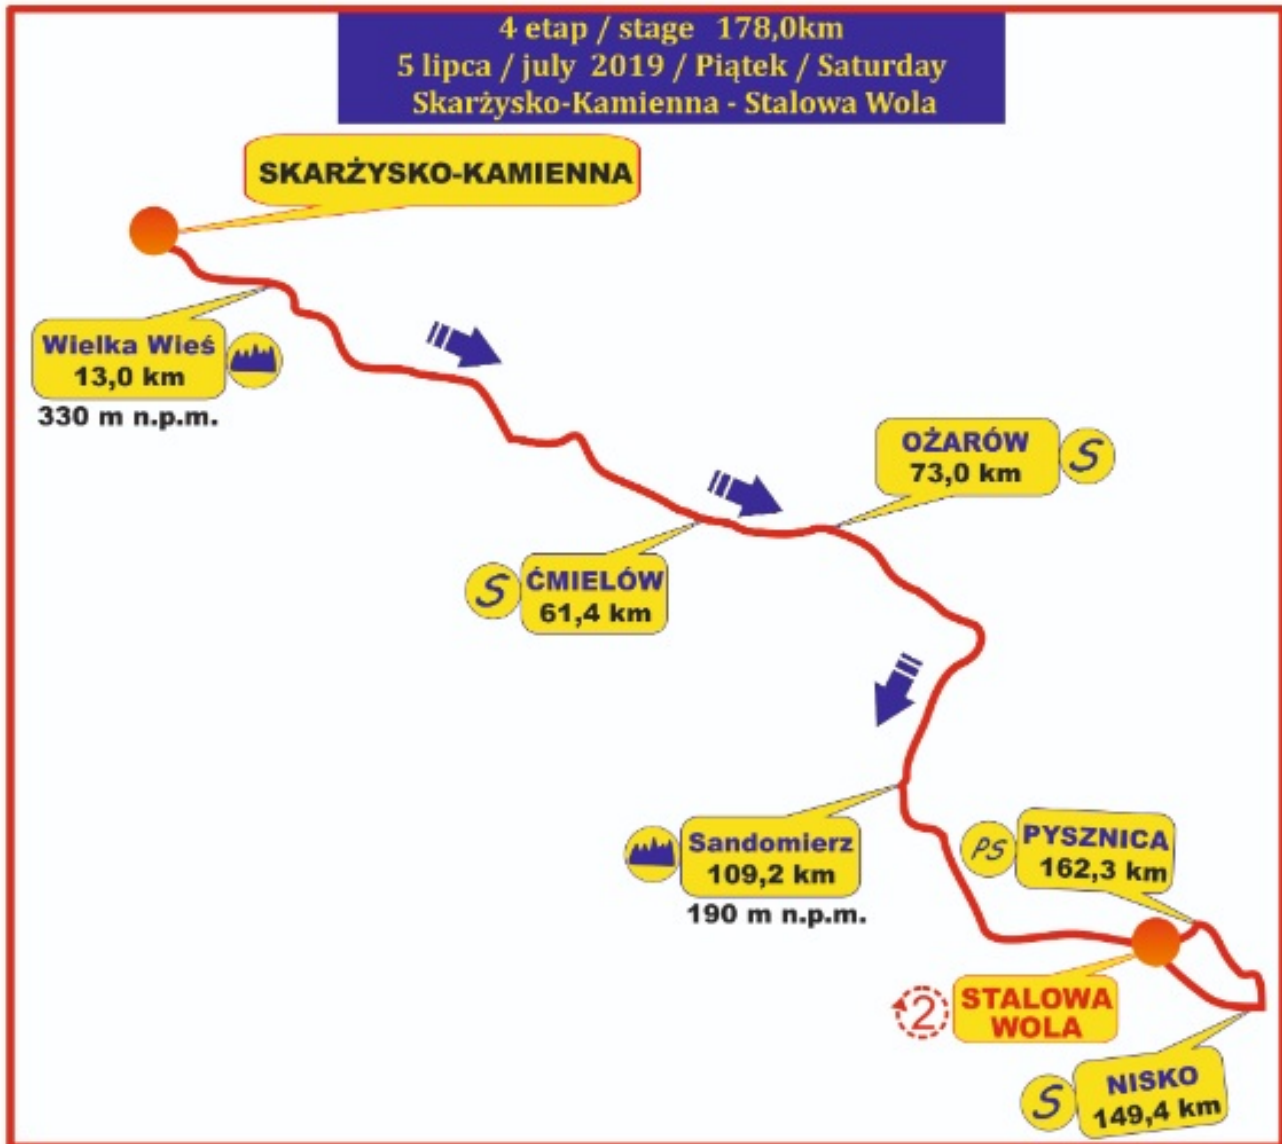 4 etap / stage 178,0km
5 lipca / july 2019 / Piątek / Saturday
Skarżysko-Kamienna - Stalowa Wola
SKARŻYSKO-KAMIENNA
Wielka Wieś
13,0 km
330 m n.p.m.
OŻARÓW
73,0 km
S
S
ĆMIELÓW
61,4 km
Sandomierz
109,2 km
190 m n.p.m.
PS
PYSZNICA
162,3 km
2
STALOWA
WOLA
S
NISKO
149,4 km